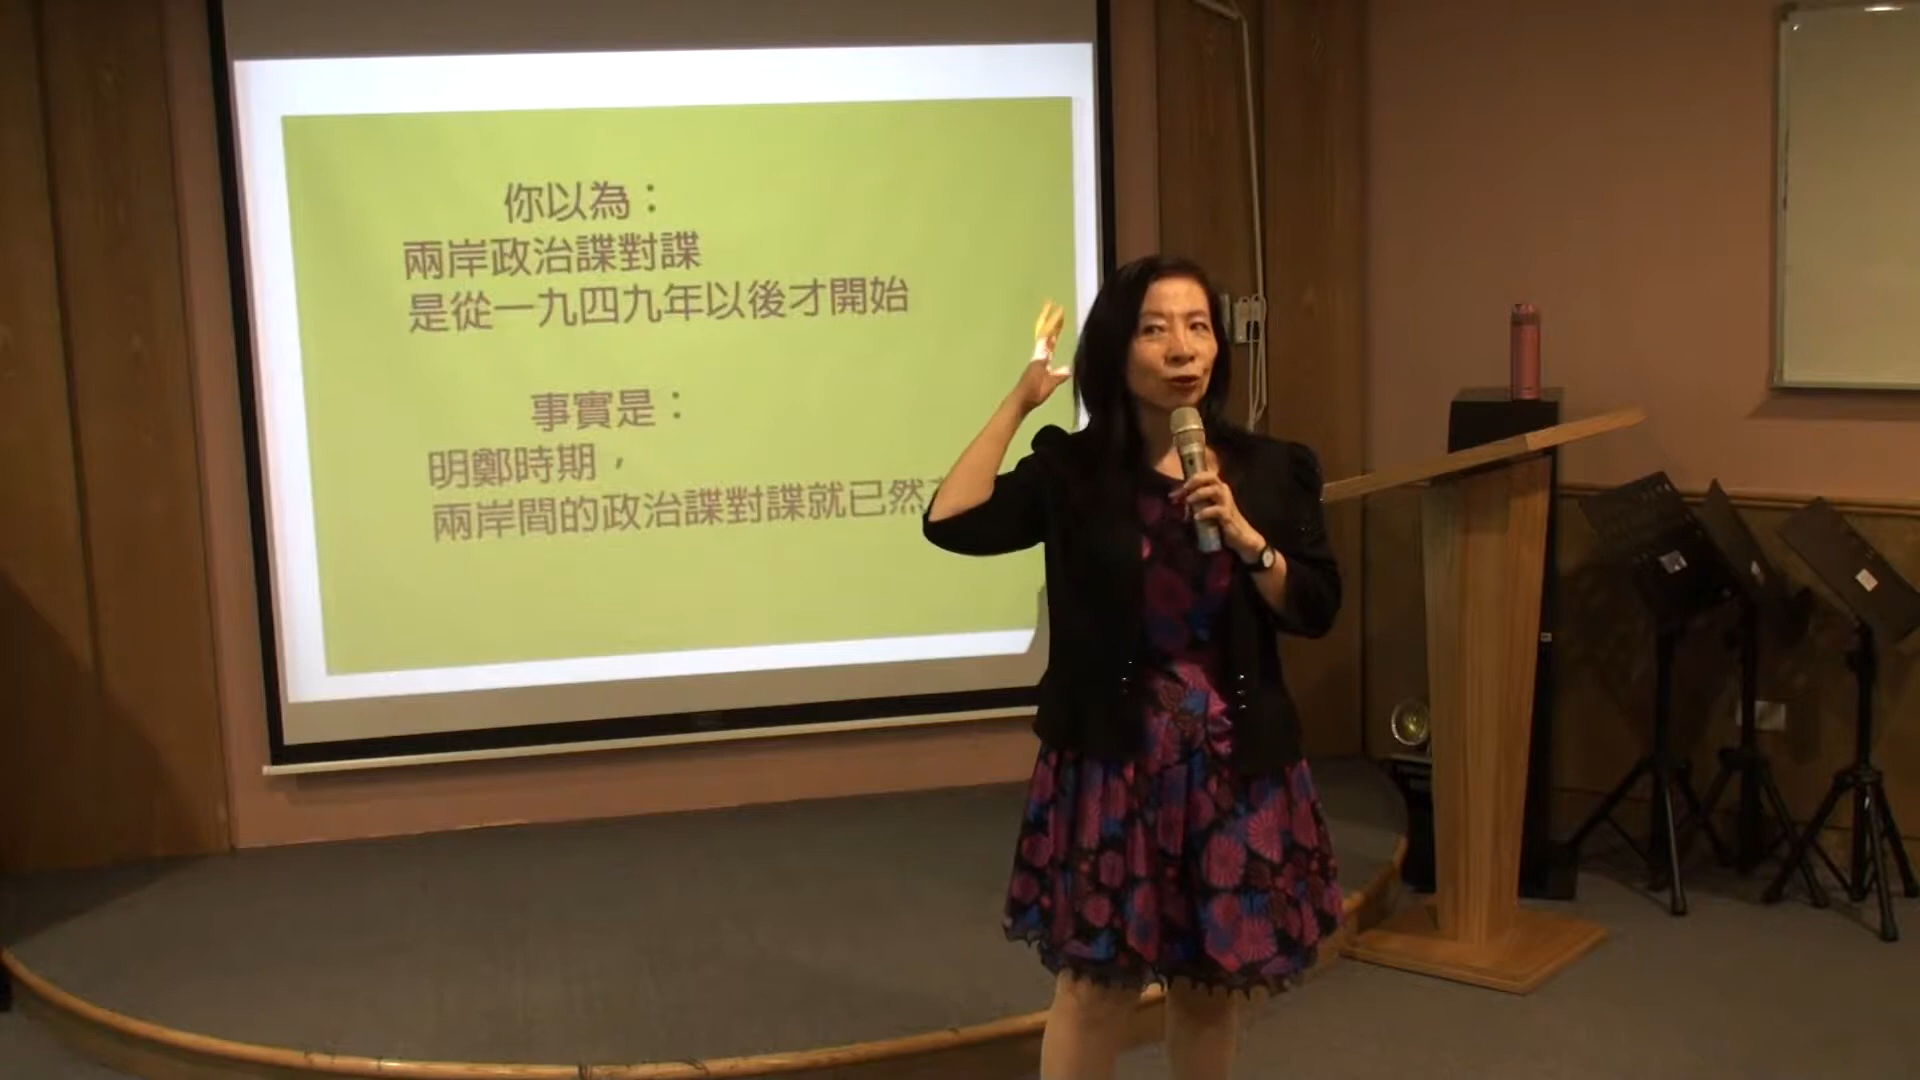 你以為：
兩岸政治諜對諜
是從一九四九年以後才開始
事實是：
明鄭時期，
兩岸間的政治諜對諜就已然